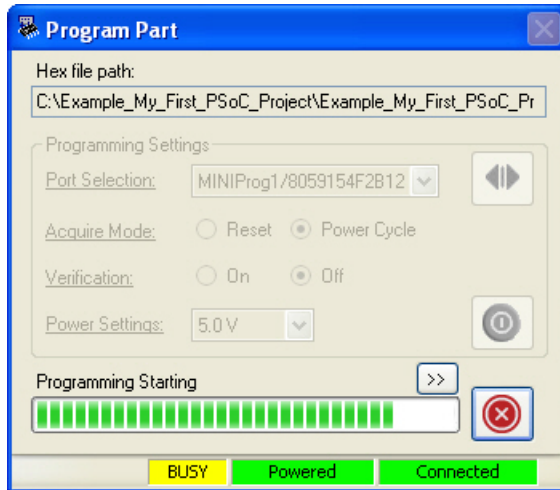 Program Part
Hex file path:
C:\Example_My_First_PSoC_Project\Example_My_First_PSoC_Pr
Programming Settings
Port Selection: MINIProg1/8059154F2B12
Acquire Mode: Reset Power Cycle
Verification: On Off
Power Settings: 5.0 V
Programming Starting >>
BUSY Powered Connected